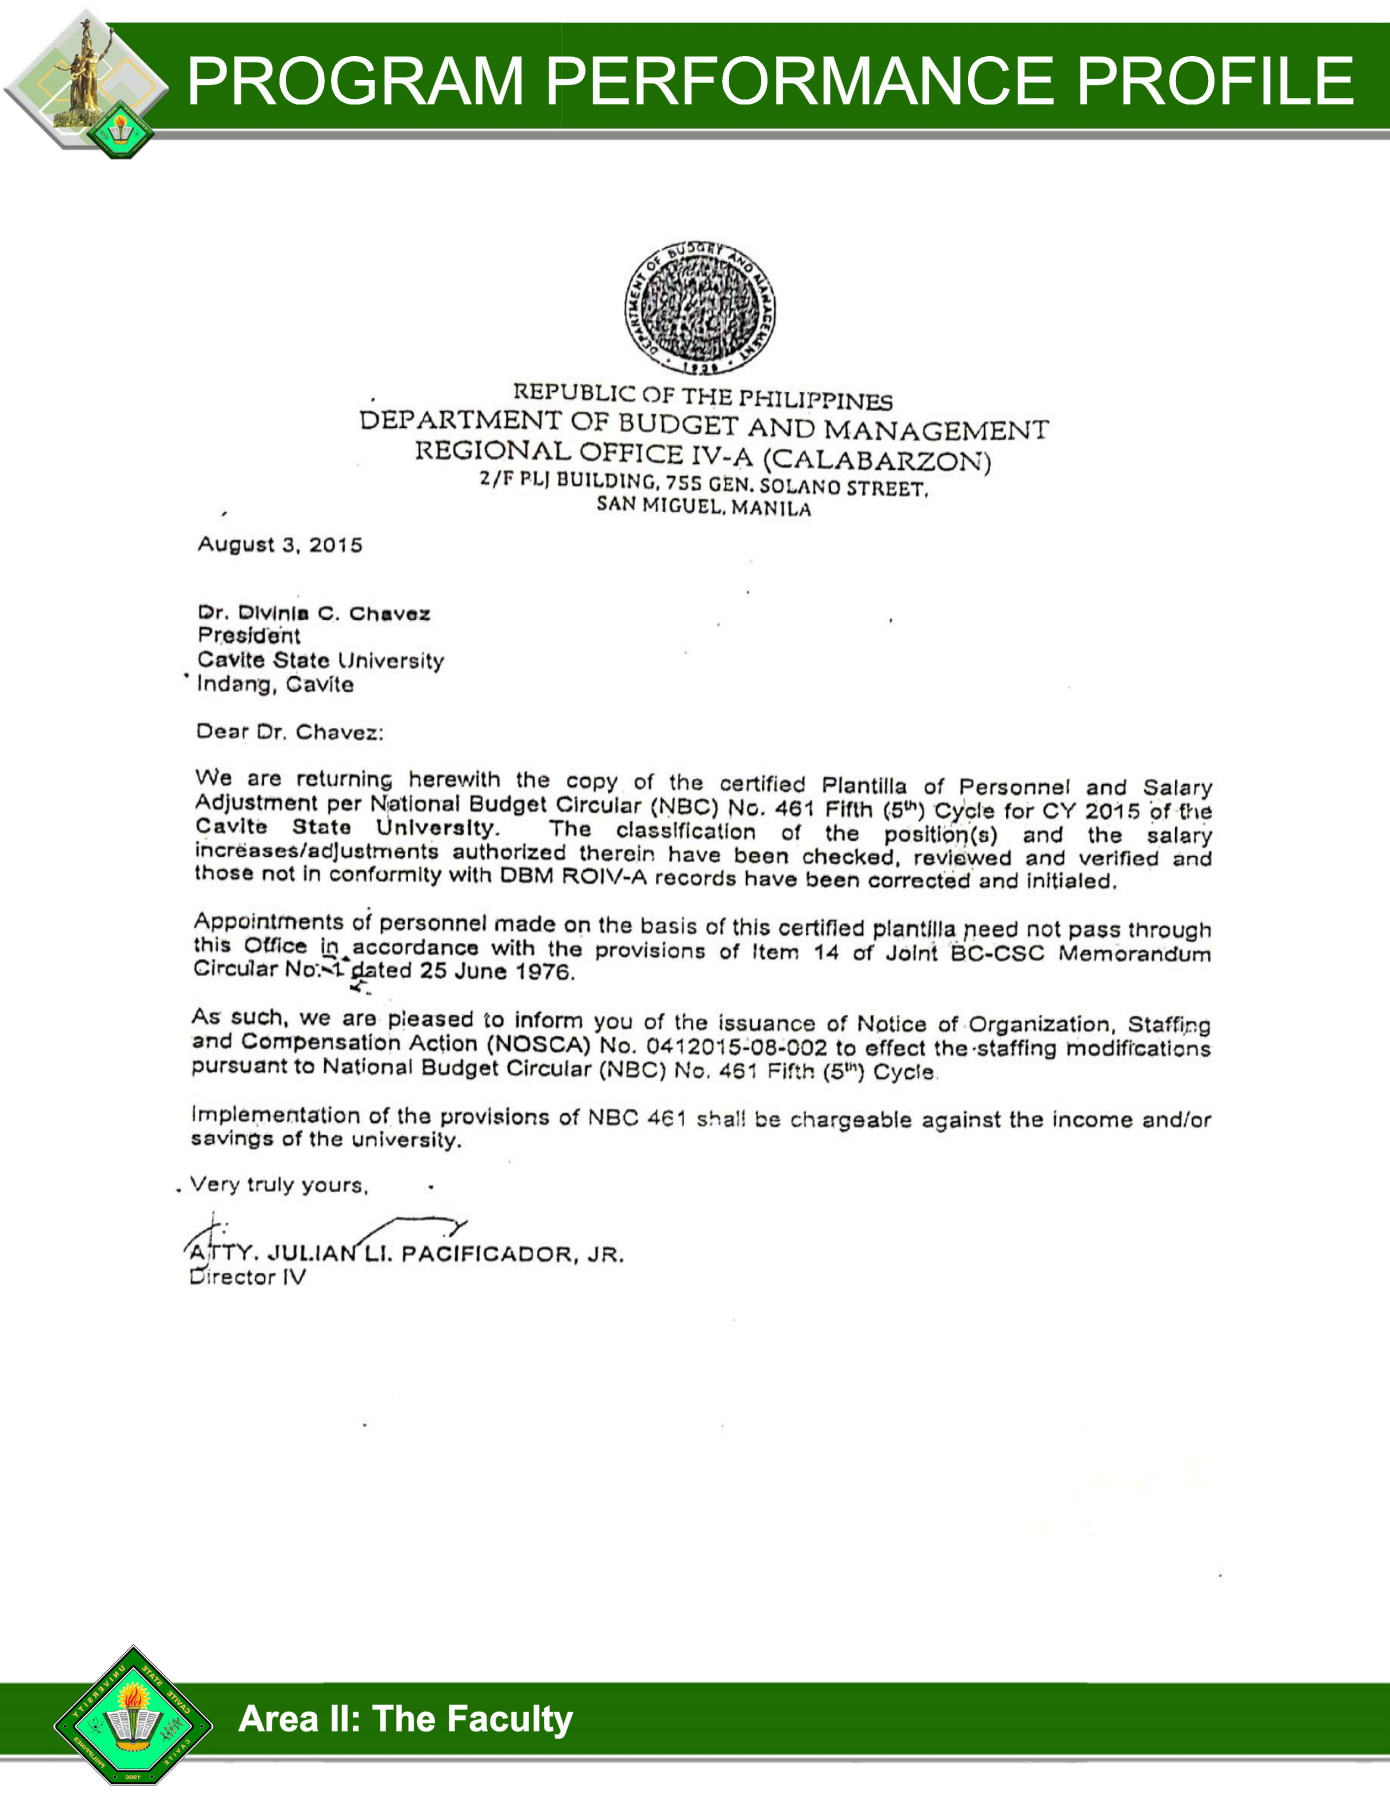 PROGRAM PERFORMANCE PROFILE
DEPARTMENT OF BUDGET AND MANAGEMENT
REPUBLIC OF THE PHILIPPINES
DEPARTMENT OF BUDGET AND MANAGEMENT
REGIONAL OFFICE IV-A (CALABARZON)
2/F PLJ BUILDING, 755 GEN. SOLANO STREET,
SAN MIGUEL, MANILA
August 3, 2015
Dr. Divinia C. Chavez
President
Cavite State University
Indang, Cavite
Dear Dr. Chavez:
We are returning herewith the copy of the certified Plantilla of Personnel and Salary
Adjustment per National Budget Circular (NBC) No. 461 Fifth (5th) Cycle for CY 2015 of the
Cavite State University. The classification of the position(s) and the salary
increases/adjustments authorized therein have been checked, reviewed and verified and
those not in conformity with DBM ROIV-A records have been corrected and initialed.
Appointments of personnel made on the basis of this certified plantilla need not pass through
this Office in accordance with the provisions of Item 14 of Joint BC-CSC Memorandum
Circular No. 1 dated 25 June 1976.
As such, we are pleased to inform you of the issuance of Notice of Organization, Staffing
and Compensation Action (NOSCA) No. 0412015-08-002 to effect the staffing modifications
pursuant to National Budget Circular (NBC) No. 461 Fifth (5th) Cycle.
Implementation of the provisions of NBC 461 shall be chargeable against the income and/or
savings of the university.
Very truly yours,
ATTY. JULIAN LI. PACIFICADOR, JR.
Director IV
CAVITE STATE UNIVERSITY
CAVITE PHILIPPINES
1906
Area II: The Faculty